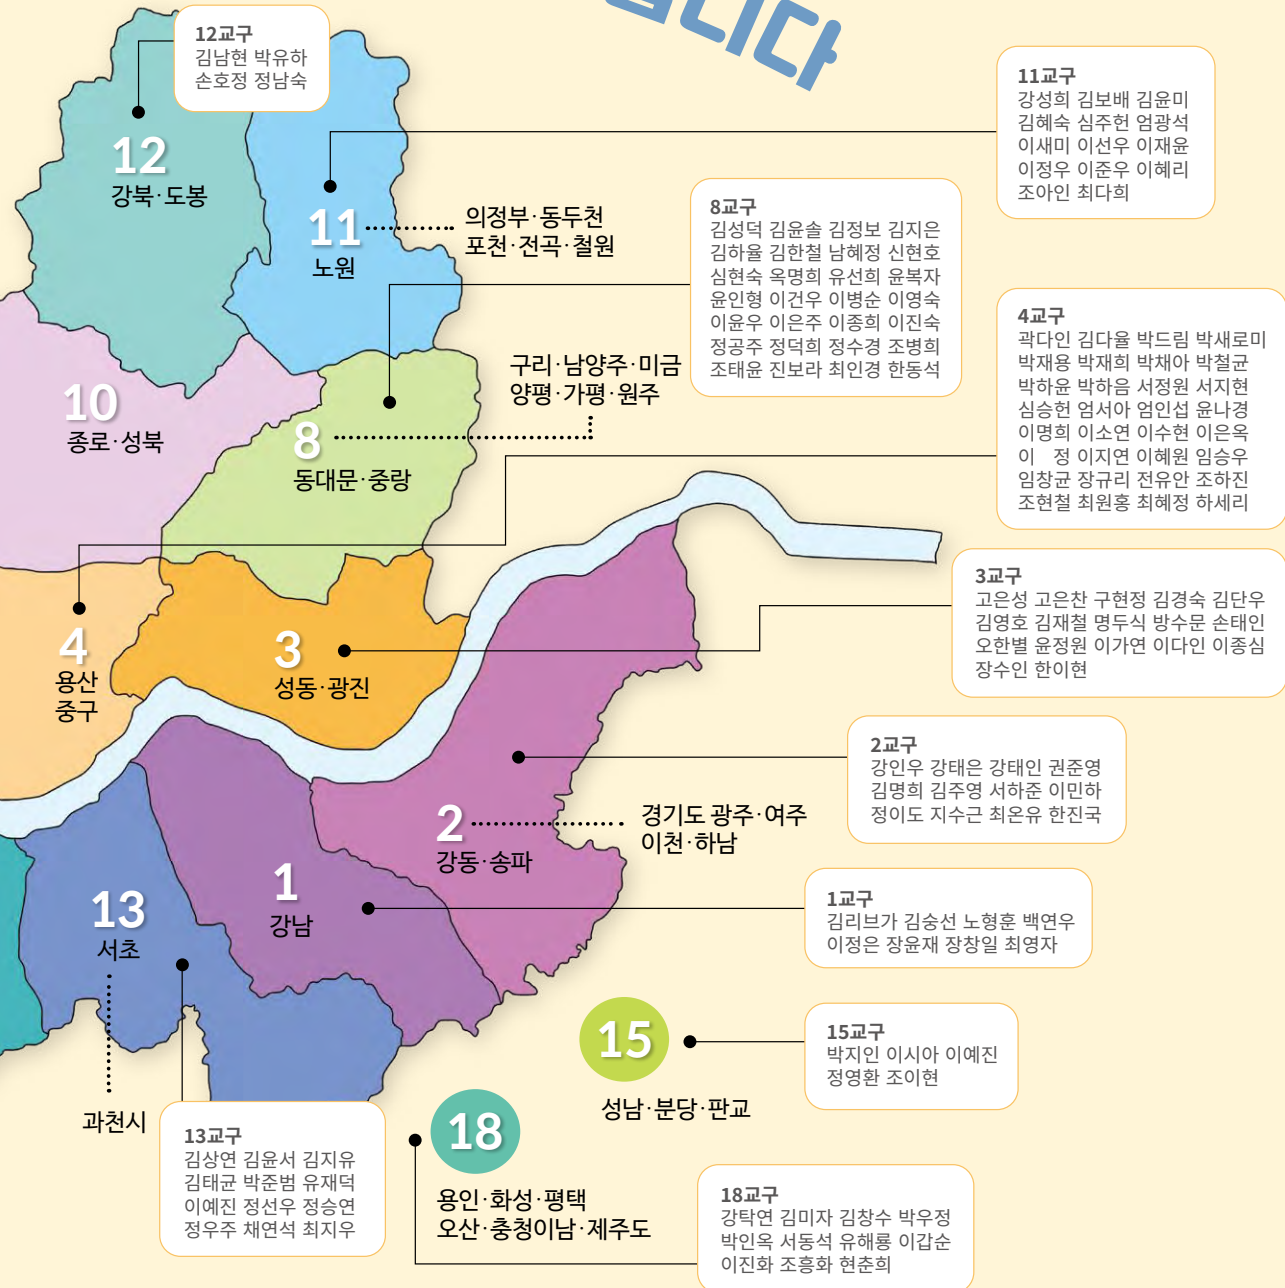 니다
12교구
김남현 박유하
손호정 정남숙
12
강북·도봉
11
노원
의정부·동두천
포천·전곡·철원
11교구
강성희 김보배 김윤미
김혜숙 심주헌 엄광석
이새미 이선우 이재윤
이정우 이준우 이혜리
조아인 최다희
8교구
김성덕 김윤솔 김정보 김지은
김하율 김한철 남혜정 신현호
심현숙 옥명희 유선희 윤복자
윤인형 이건우 이병순 이영숙
이윤우 이은주 이종희 이진숙
정공주 정덕희 정수경 조병희
조태윤 진보라 최인경 한동석
구리·남양주·미금
양평·가평·원주
10
종로·성북
8
동대문·중랑
4교구
곽다인 김다율 박드림 박새로미
박재용 박재희 박채아 박철균
박하윤 박하음 서정원 서지현
심승헌 엄서아 엄인섭 윤나경
이명희 이소연 이수현 이은옥
이 정 이지연 이혜원 임승우
임창균 장규리 전유안 조하진
조현철 최원홍 최혜정 하세리
3교구
고은성 고은찬 구현정 김경숙 김단우
김영호 김재철 명두식 방수문 손태인
오한별 윤정원 이가연 이다인 이종심
장수인 한이현
4
용산
중구
3
성동·광진
2교구
강인우 강태은 강태인 권준영
김명희 김주영 서하준 이민하
정이도 지수근 최온유 한진국
2
강동·송파
경기도 광주·여주
이천·하남
1
강남
1교구
김리브가 김숭선 노형훈 백연우
이정은 장윤재 장창일 최영자
13
서초
과천시
15
성남·분당·판교
15교구
박지인 이시아 이예진
정영환 조이현
13교구
김상연 김윤서 김지유
김태균 박준범 유재덕
이예진 정선우 정승연
정우주 채연석 최지우
18
용인·화성·평택
오산·충청이남·제주도
18교구
강탁연 김미자 김창수 박우정
박인옥 서동석 유해룡 이갑순
이진화 조흥화 현춘희